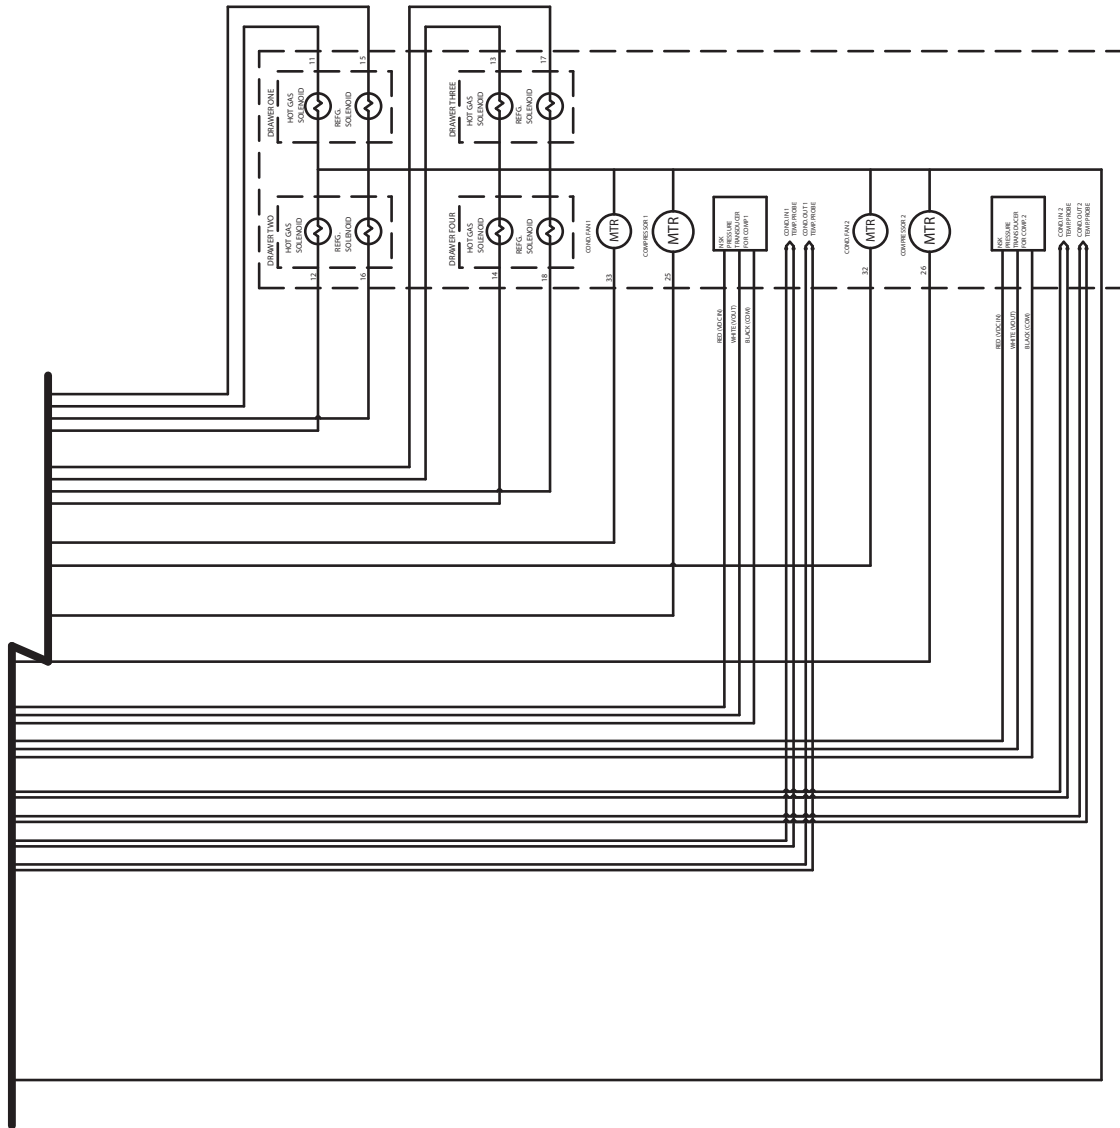 11
15
13
17
DRAWER ONE
HOT GAS
SOLENOID
REFG.
SOLENOID
DRAWER THREE
HOT GAS
SOLENOID
REFG.
SOLENOID
DRAWER TWO
HOT GAS
SOLENOID
REFG.
SOLENOID
12
16
DRAWER FOUR
HOT GAS
SOLENOID
REFG.
SOLENOID
14
18
COND. FAN 1
MTR
33
COMPRESSOR 1
MTR
25
NSK
PRESSURE
TRANSDUCER
FOR COMP. 1
RED (VDC IN)
WHITE (VOUT)
BLACK (COM)
COND. IN 1
TEMP. PROBE
COND. OUT 1
TEMP. PROBE
COND. FAN 2
MTR
32
COMPRESSOR 2
MTR
26
NSK
PRESSURE
TRANSDUCER
FOR COMP. 2
RED (VDC IN)
WHITE (VOUT)
BLACK (COM)
COND. IN 2
TEMP. PROBE
COND. OUT 2
TEMP. PROBE